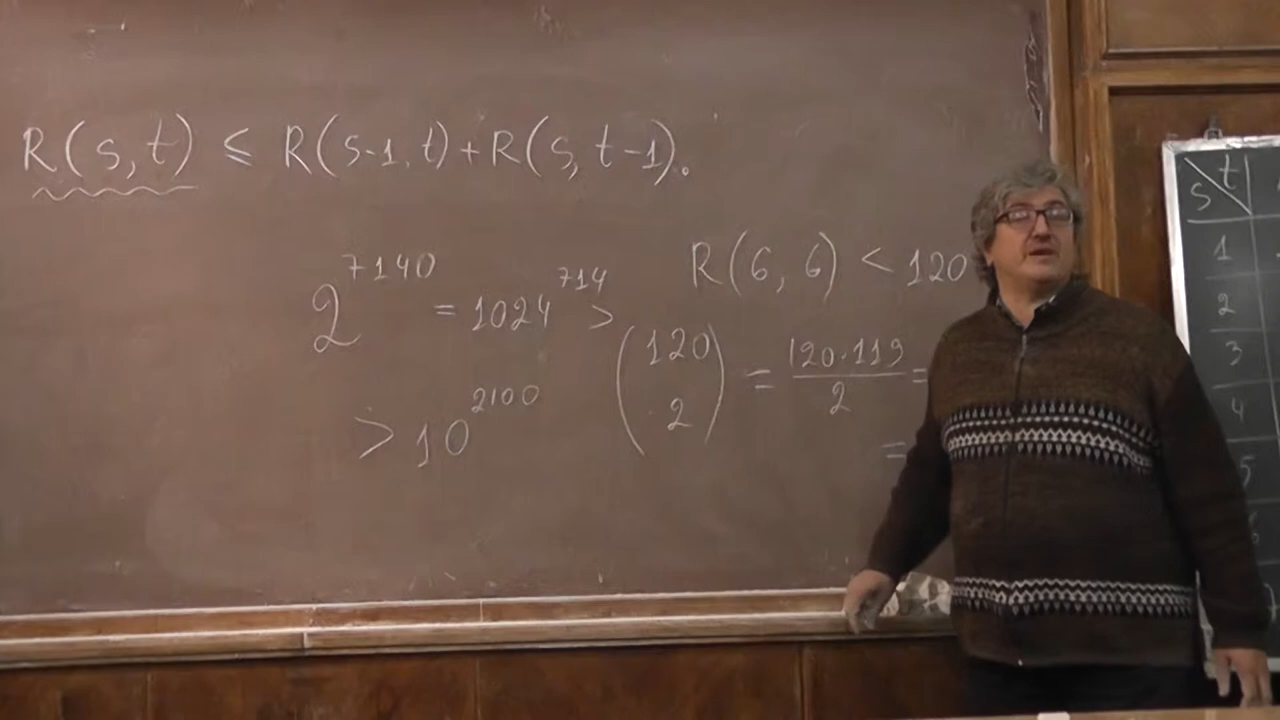 R(s,t) ≤ R(s-1,t)+R(s,t-1).
2^7140 = 1024^714 >
> 10^2100
R(6,6) < 120
(120 2) = 120·119/2 =
=
s t
1
2
3
4
5